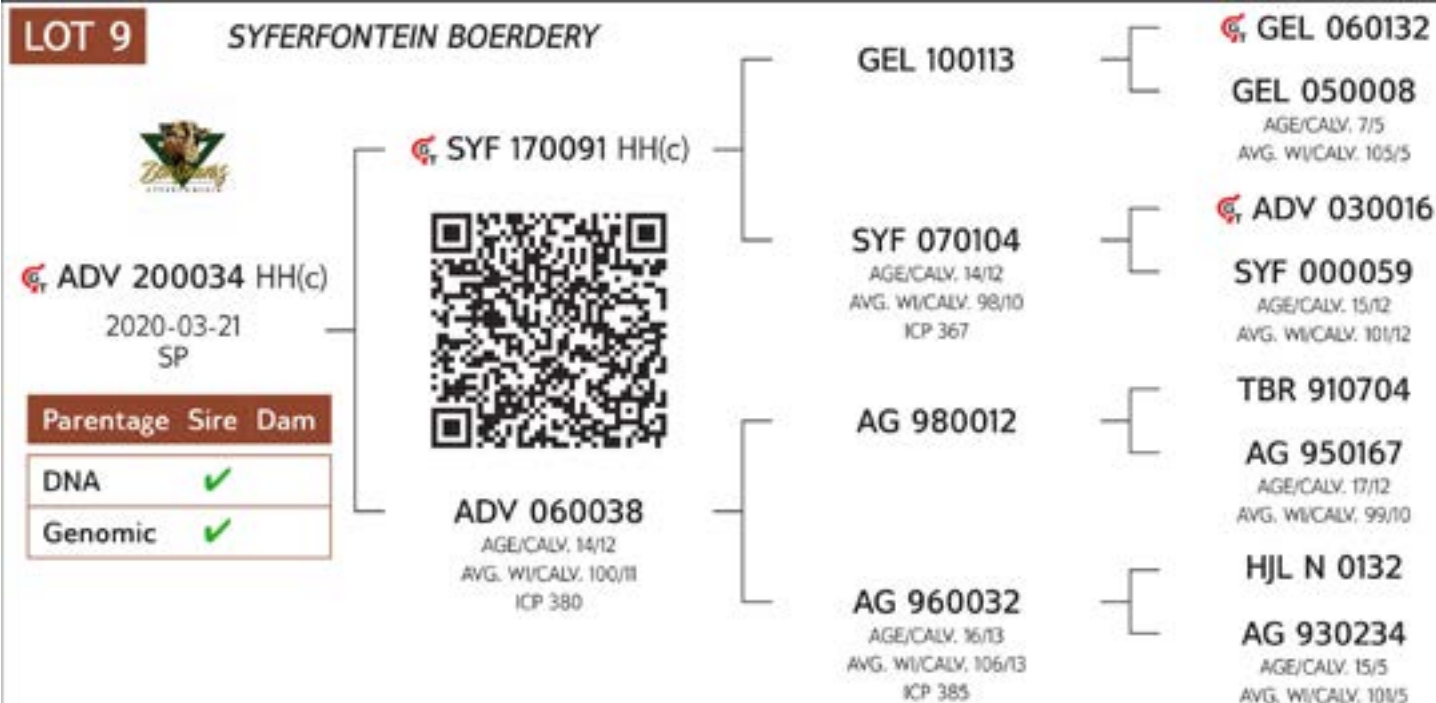 LOT 9
SYFERFONTEIN BOERDERY
ADV 200034 HH(c)
2020-03-21
SP
Parentage Sire Dam
DNA ✔
Genomic ✔
SYF 170091 HH(c)
ADV 060038
AGE/CALV. 14/12
AVG. WI/CALV. 100/11
ICP 380
GEL 100113
SYF 070104
AGE/CALV. 14/12
AVG. WI/CALV. 98/10
ICP 367
AG 980012
AG 960032
AGE/CALV. 16/13
AVG. WI/CALV. 106/13
ICP 385
GEL 060132
GEL 050008
AGE/CALV. 7/5
AVG. WI/CALV. 105/5
ADV 030016
SYF 000059
AGE/CALV. 15/12
AVG. WI/CALV. 101/12
TBR 910704
AG 950167
AGE/CALV. 17/12
AVG. WI/CALV. 99/10
HJL N 0132
AG 930234
AGE/CALV. 15/5
AVG. WI/CALV. 101/5